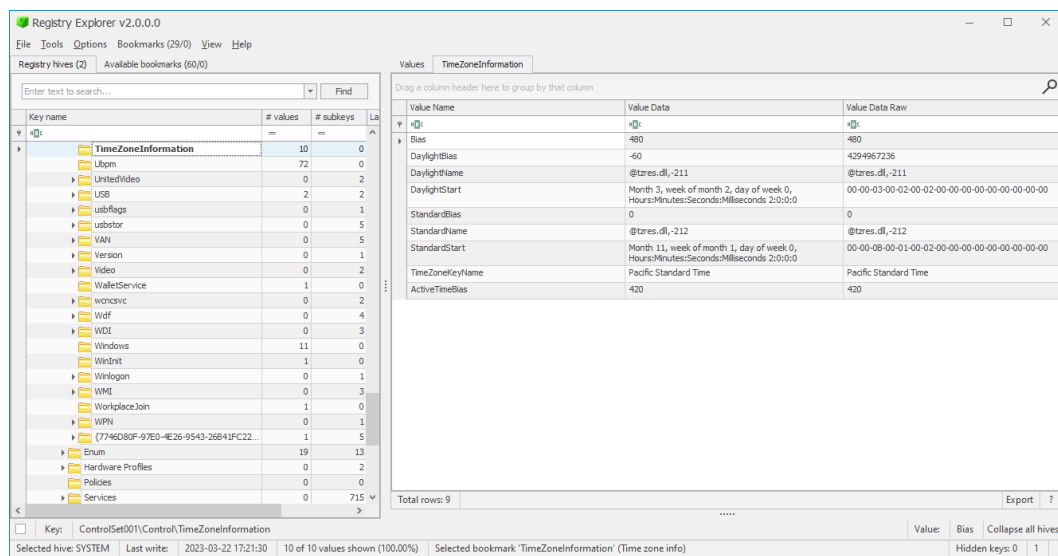 Registry Explorer v2.0.0.0
File Tools Options Bookmarks (29/0) View Help
Registry hives (2) Available bookmarks (60/0)
Enter text to search... Find
Key name # values # subkeys La
= =
TimeZoneInformation 10 0
Ubpm 72 0
UnitedVideo 0 2
USB 2 2
usbflags 0 1
usbstor 0 5
VAN 0 5
Version 0 1
Video 0 2
WalletService 1 0
wcncsvc 0 2
Wdf 0 4
WDI 0 3
Windows 11 0
WinInit 1 0
Winlogon 0 1
WMI 0 3
WorkplaceJoin 1 0
WPN 0 1
{7746D80F-97E0-4E26-9543-26B41FC22... 1 5
Enum 19 13
Hardware Profiles 0 2
Policies 0 0
Services 0 715
Values TimeZoneInformation
Drag a column header here to group by that column
Value Name Value Data Value Data Raw
Bias 480 480
DaylightBias -60 4294967236
DaylightName @tzres.dll,-211 @tzres.dll,-211
DaylightStart Month 3, week of month 2, day of week 0, 00-00-03-00-02-00-02-00-00-00-00-00-00-00-00-00
Hours:Minutes:Seconds:Milliseconds 2:0:0:0
StandardBias 0 0
StandardName @tzres.dll,-212 @tzres.dll,-212
StandardStart Month 11, week of month 1, day of week 0, 00-00-0B-00-01-00-02-00-00-00-00-00-00-00-00-00
Hours:Minutes:Seconds:Milliseconds 2:0:0:0
TimeZoneKeyName Pacific Standard Time Pacific Standard Time
ActiveTimeBias 420 420
Total rows: 9 Export ?
Key: ControlSet001\Control\TimeZoneInformation Value: Bias Collapse all hives
Selected hive: SYSTEM Last write: 2023-03-22 17:21:30 10 of 10 values shown (100.00%) Selected bookmark 'TimeZoneInformation' (Time zone info) Hidden keys: 0 1